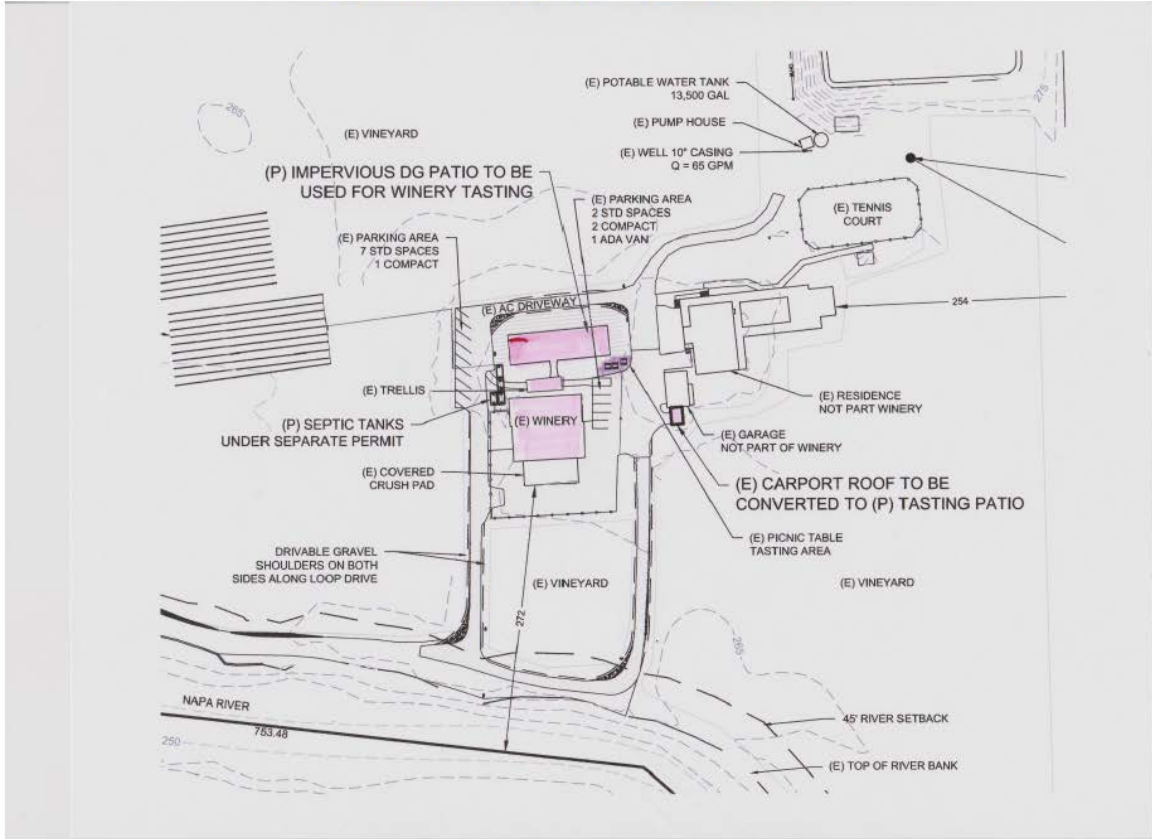 (E) POTABLE WATER TANK
13,500 GAL
265
(E) VINEYARD
(E) PUMP HOUSE
275
(E) WELL 10" CASING
Q = 65 GPM
(P) IMPERVIOUS DG PATIO TO BE
USED FOR WINERY TASTING
(E) PARKING AREA
2 STD SPACES
2 COMPACT
1 ADA VAN
(E) TENNIS
COURT
(E) PARKING AREA
7 STD SPACES
1 COMPACT
(E) AC DRIVEWAY
254
(E) TRELLIS
(E) RESIDENCE
NOT PART WINERY
(P) SEPTIC TANKS
UNDER SEPARATE PERMIT
(E) WINERY
(E) GARAGE
NOT PART OF WINERY
(E) COVERED
CRUSH PAD
(E) CARPORT ROOF TO BE
CONVERTED TO (P) TASTING PATIO
(E) PICNIC TABLE
TASTING AREA
DRIVABLE GRAVEL
SHOULDERS ON BOTH
SIDES ALONG LOOP DRIVE
(E) VINEYARD
(E) VINEYARD
272
265
NAPA RIVER
753.48
45' RIVER SETBACK
250
(E) TOP OF RIVER BANK